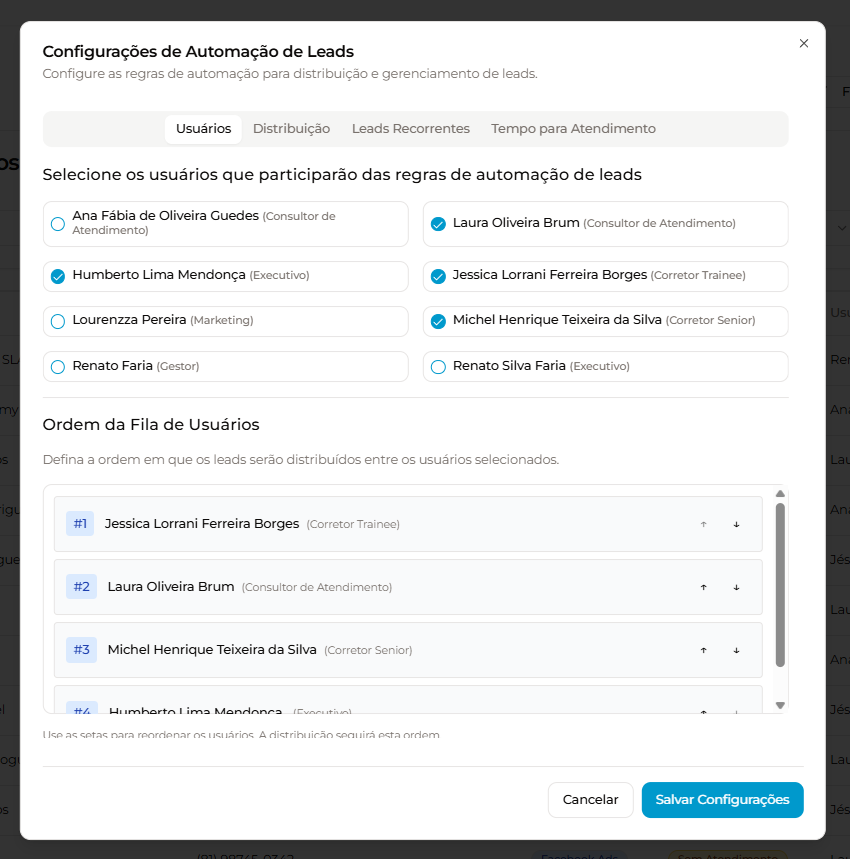 Configurações de Automação de Leads
Configure as regras de automação para distribuição e gerenciamento de leads.
Usuários Distribuição Leads Recorrentes Tempo para Atendimento
Selecione os usuários que participarão das regras de automação de leads
Ana Fábia de Oliveira Guedes (Consultor de
Atendimento)
Laura Oliveira Brum (Consultor de Atendimento)
Humberto Lima Mendonça (Executivo)
Jessica Lorrani Ferreira Borges (Corretor Trainee)
Lourenzza Pereira (Marketing)
Michel Henrique Teixeira da Silva (Corretor Senior)
Renato Faria (Gestor)
Renato Silva Faria (Executivo)
Ordem da Fila de Usuários
Defina a ordem em que os leads serão distribuídos entre os usuários selecionados.
#1 Jessica Lorrani Ferreira Borges (Corretor Trainee)
#2 Laura Oliveira Brum (Consultor de Atendimento)
#3 Michel Henrique Teixeira da Silva (Corretor Senior)
#4 Humberto Lima Mendonça (Executivo)
Use as setas para reordenar os usuários. A distribuição seguirá esta ordem
Cancelar Salvar Configurações
Facebook Ads Sem Atendimento